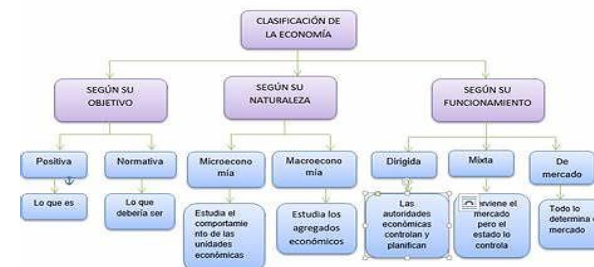 CLASIFICACIÓN DE
LA ECONOMÍA
SEGÚN SU
OBJETIVO
SEGÚN SU
NATURALEZA
SEGÚN SU
FUNCIONAMIENTO
Positiva
Normativa
Microecono
mía
Macroecono
mía
Dirigida
Mixta
De
mercado
Lo que es
Lo que
debería ser
Estudia el
comportamie
nto de las
unidades
económicas
Estudia los
agregados
económicos
Las
autoridades
económicas
controlan y
planifican
erviene el
mercado
pero el
estado lo
controla
Todo lo
determina e
mercado